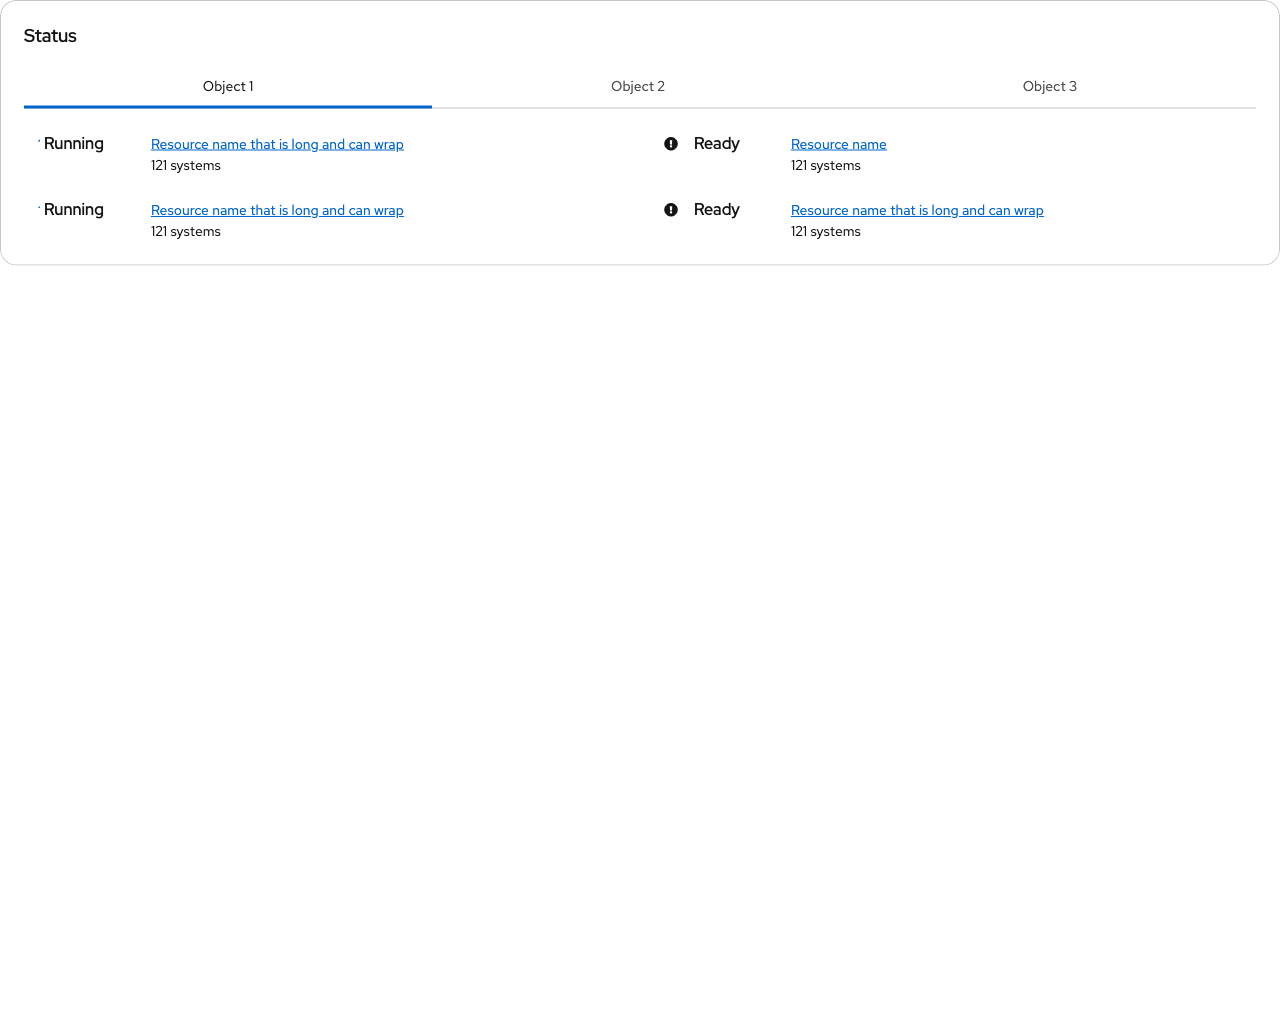 Status
Object 1
Object 2
Object 3
Running
Resource name that is long and can wrap
121 systems
Ready
Resource name
121 systems
Running
Resource name that is long and can wrap
121 systems
Ready
Resource name that is long and can wrap
121 systems